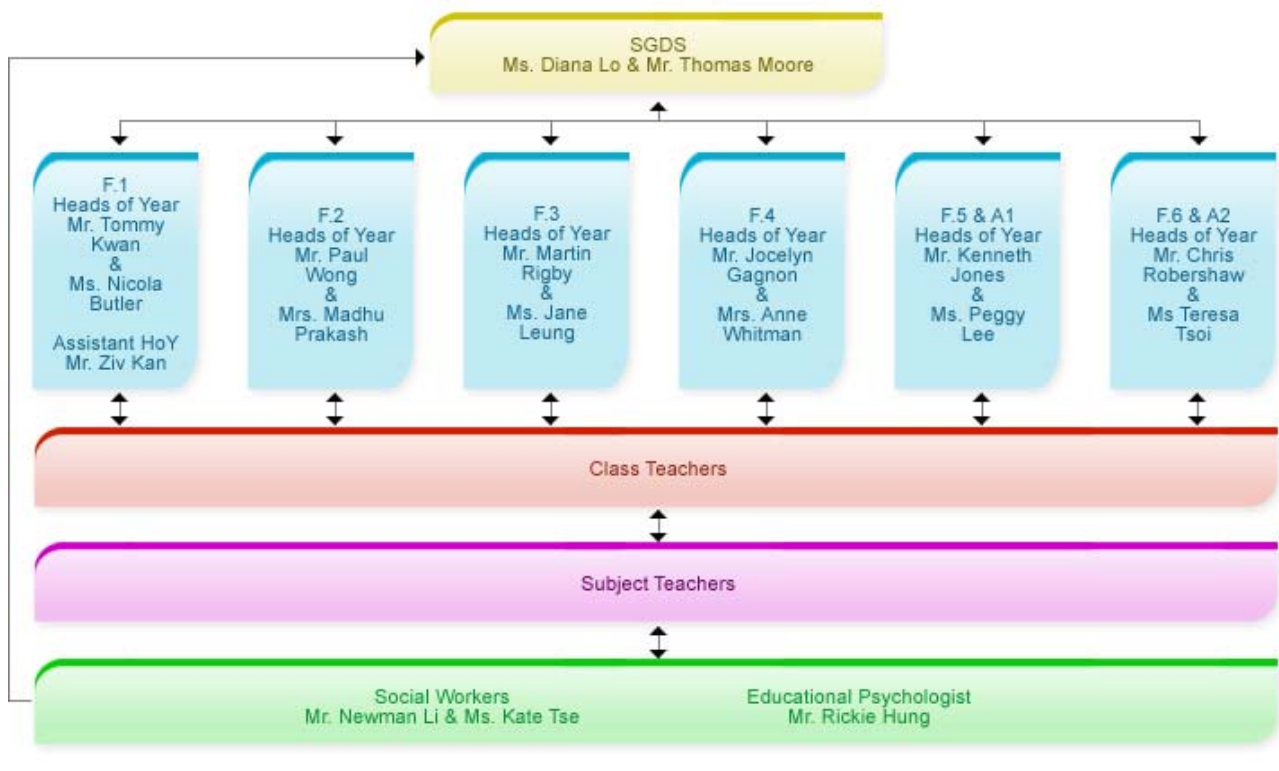 SGDS
Ms. Diana Lo & Mr. Thomas Moore
F.1
Heads of Year
Mr. Tommy
Kwan
&
Ms. Nicola
Butler
Assistant HoY
Mr. Ziv Kan
F.2
Heads of Year
Mr. Paul
Wong
&
Mrs. Madhu
Prakash
F.3
Heads of Year
Mr. Martin
Rigby
&
Ms. Jane
Leung
F.4
Heads of Year
Mr. Jocelyn
Gagnon
&
Mrs. Anne
Whitman
F.5 & A1
Heads of Year
Mr. Kenneth
Jones
&
Ms. Peggy
Lee
F.6 & A2
Heads of Year
Mr. Chris
Robershaw
&
Ms Teresa
Tsoi
Class Teachers
Subject Teachers
Social Workers
Mr. Newman Li & Ms. Kate Tse
Educational Psychologist
Mr. Rickie Hung